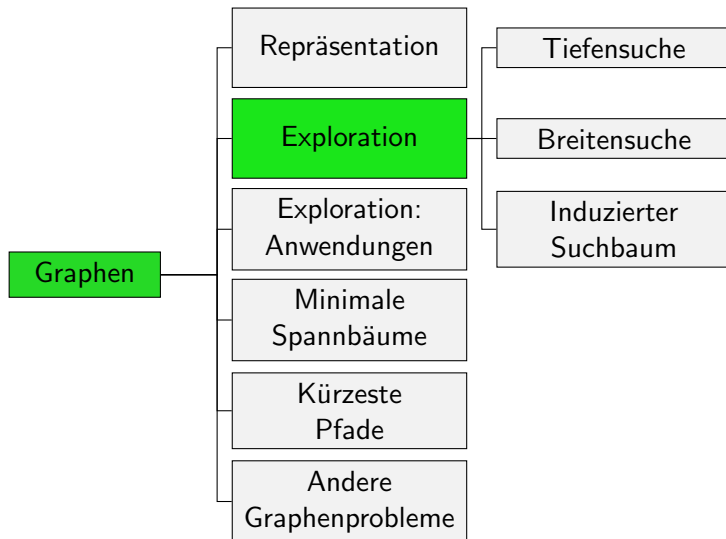 Repräsentation
Tiefensuche
Exploration
Breitensuche
Exploration:
Anwendungen
Induzierter
Suchbaum
Graphen
Minimale
Spannbäume
Kürzeste
Pfade
Andere
Graphenprobleme